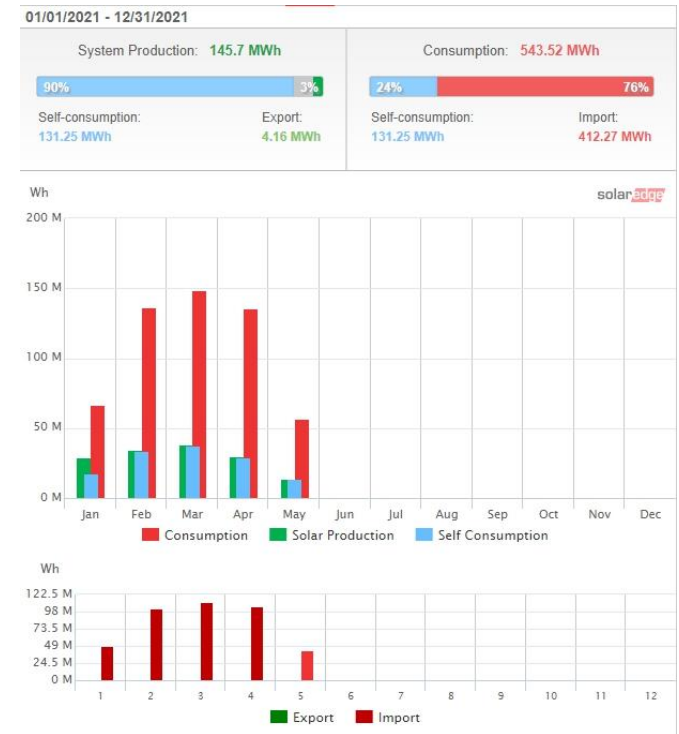 01/01/2021 - 12/31/2021
System Production: 145.7 MWh
Consumption: 543.52 MWh
90%
3%
24%
76%
Self-consumption:
Export:
Self-consumption:
Import:
131.25 MWh
4.16 MWh
131.25 MWh
412.27 MWh
Wh
solaredge
200 M
150 M
100 M
50 M
0 M
Jan Feb Mar Apr May Jun Jul Aug Sep Oct Nov Dec
Consumption Solar Production Self Consumption
Wh
122.5 M
98 M
73.5 M
49 M
24.5 M
0 M
1 2 3 4 5 6 7 8 9 10 11 12
Export Import